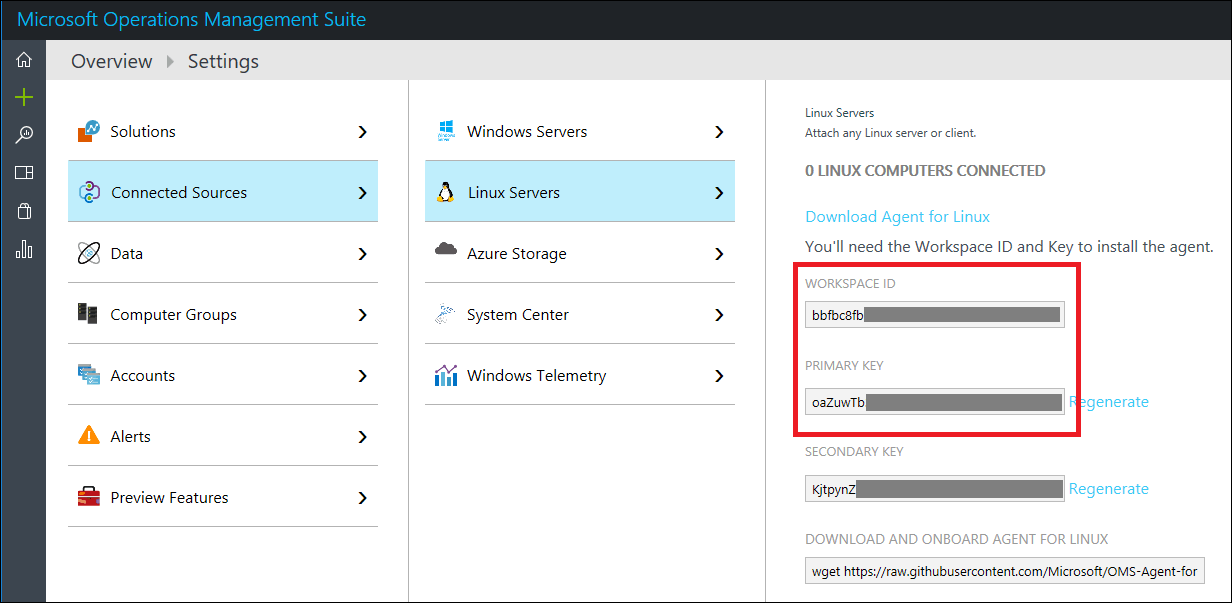 Microsoft Operations Management Suite
Overview Settings
Solutions
Connected Sources
Data
Computer Groups
Accounts
Alerts
Preview Features
Windows Servers
Linux Servers
Azure Storage
System Center
Windows Telemetry
Linux Servers
Attach any Linux server or client.
0 LINUX COMPUTERS CONNECTED
Download Agent for Linux
You'll need the Workspace ID and Key to install the agent.
WORKSPACE ID
bbfbc8fb
PRIMARY KEY
oaZuwTb
Regenerate
SECONDARY KEY
KjtpynZ
Regenerate
DOWNLOAD AND ONBOARD AGENT FOR LINUX
wget https://raw.githubusercontent.com/Microsoft/OMS-Agent-for